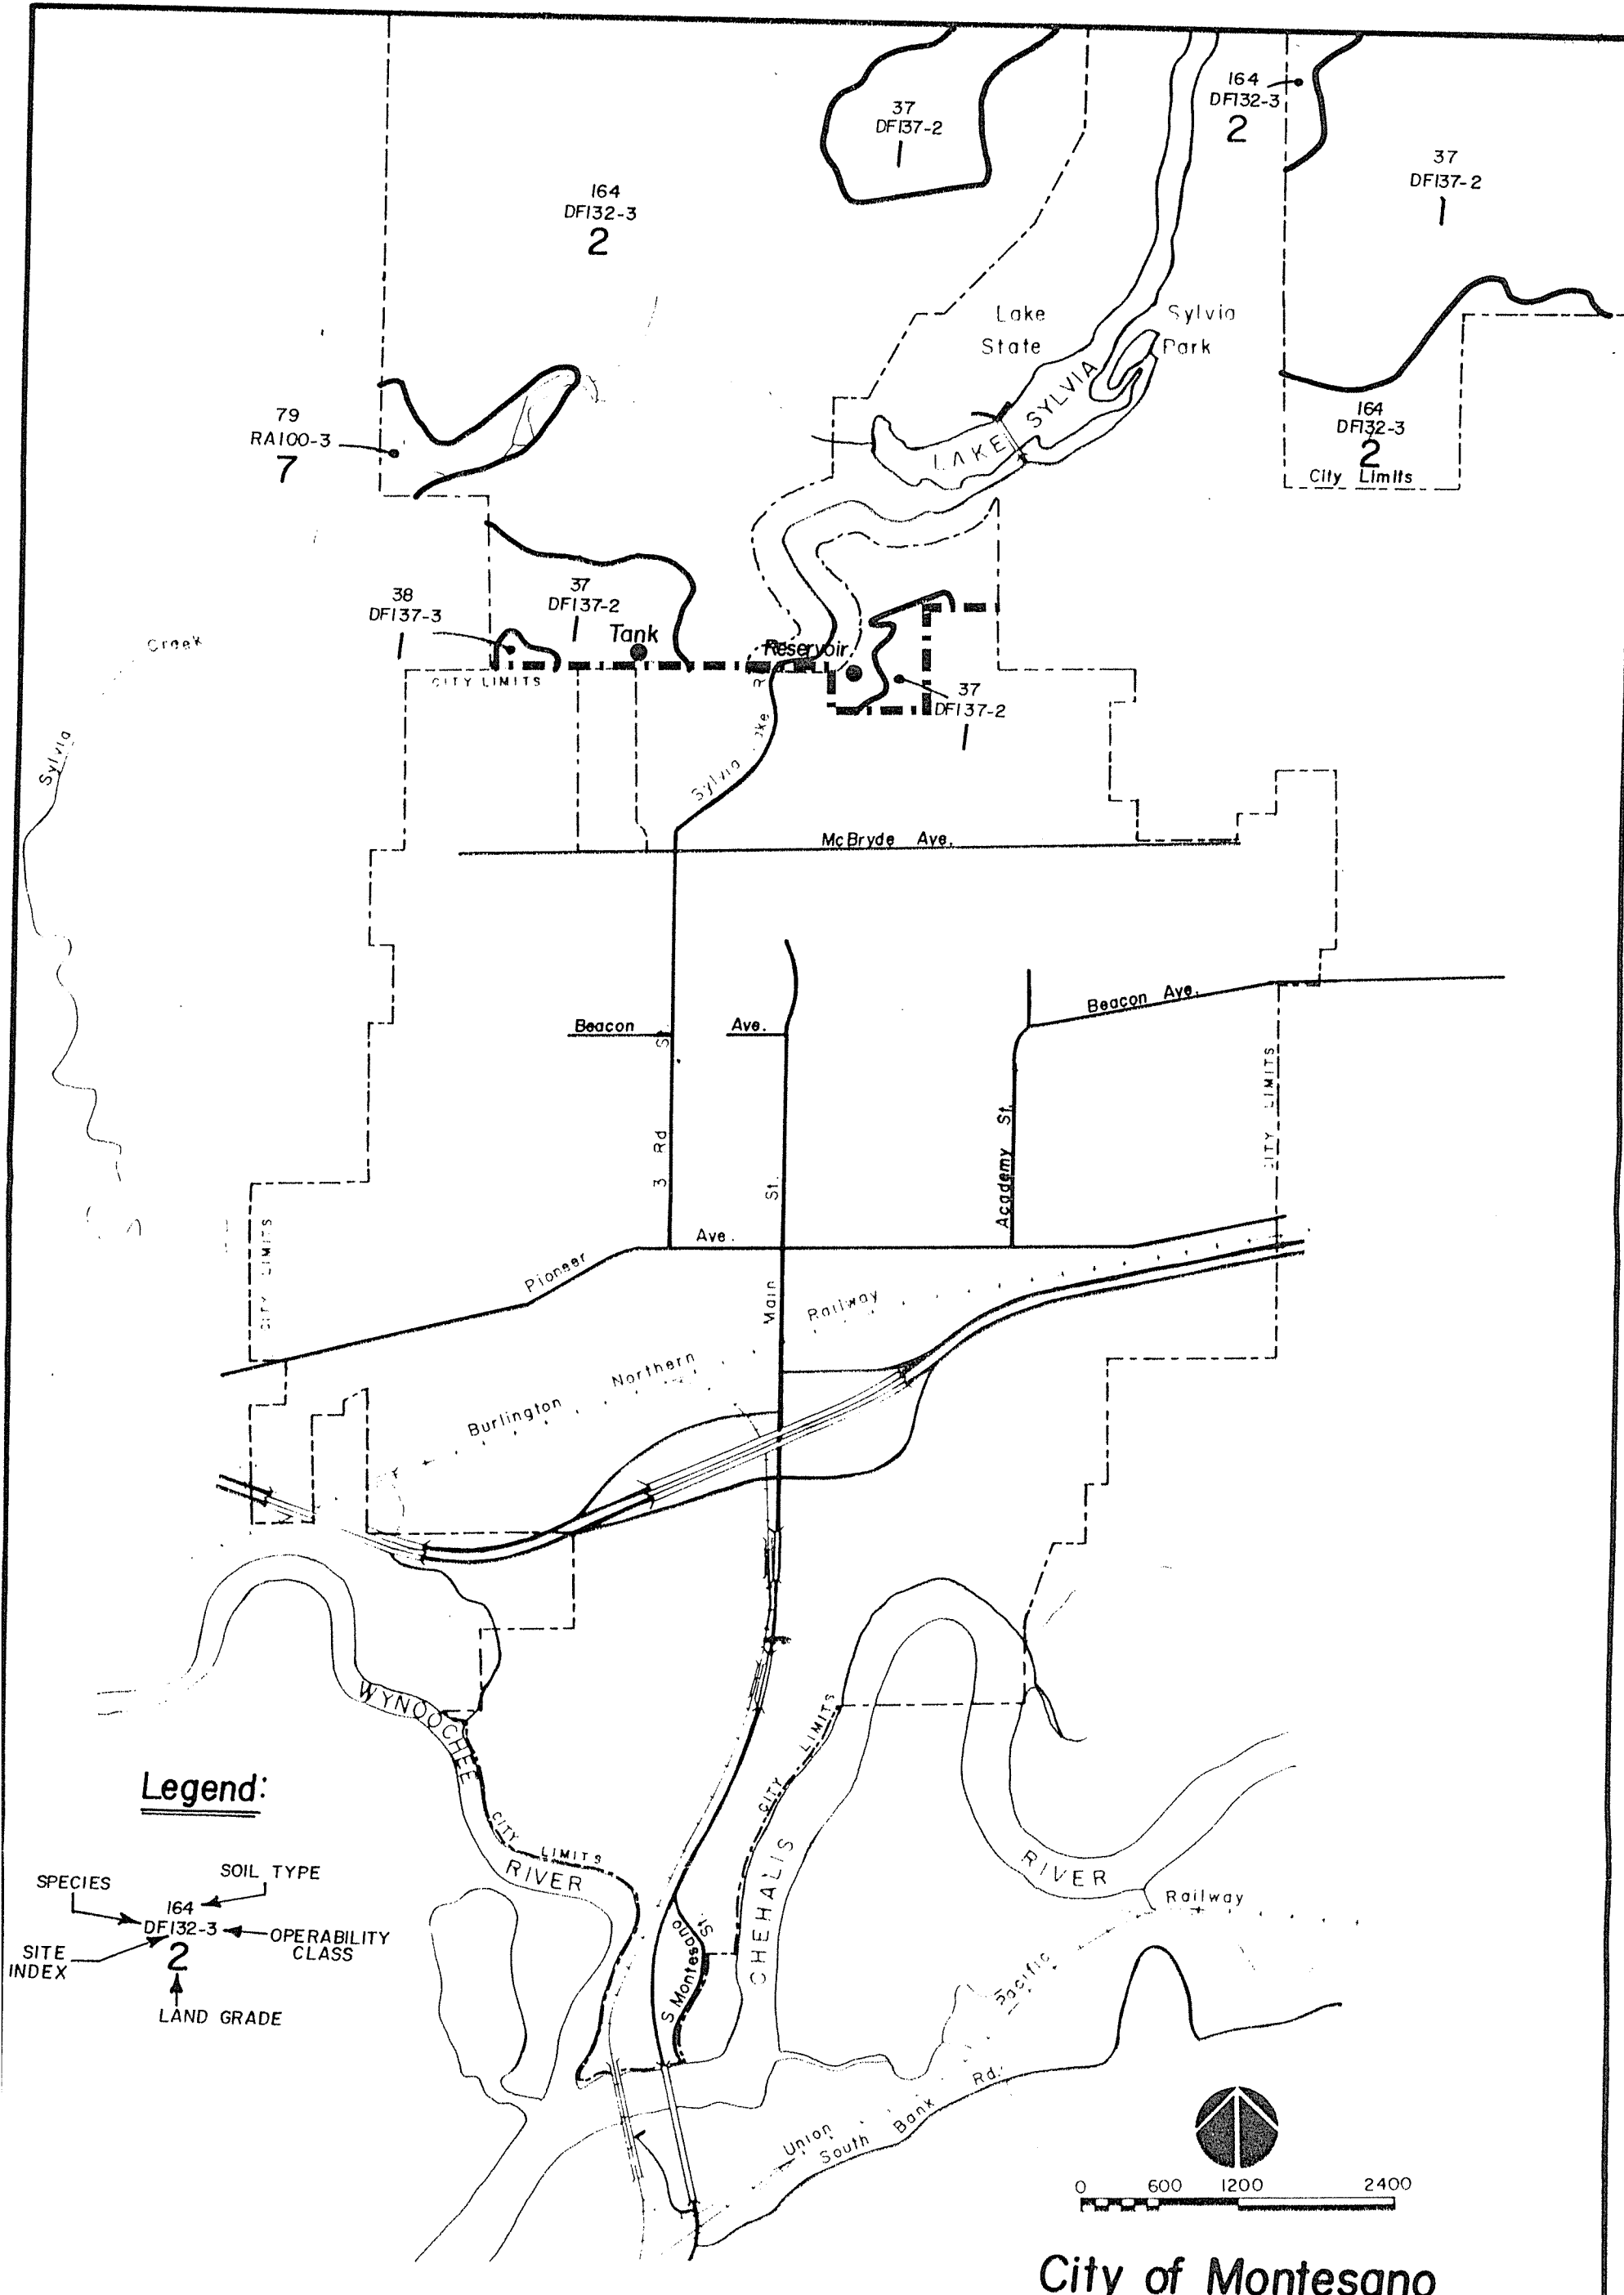 37
DF137-2
1
164
DF132-3
2
37
DF137-2
1
164
DF132-3
2
Lake Sylvia
State Park
LAKE SYLVIA
79
RA100-3
7
164
DF132-3
2
City Limits
38
DF137-3
1
37
DF137-2
1
Tank
Reservoir
37
DF137-2
1
CITY LIMITS
Creek
Sylvia
Sylvia
McBryde Ave.
Beacon Ave.
Beacon Ave.
3 Rd St.
Main St.
Academy St.
CITY LIMITS
CITY LIMITS
Pioneer Ave.
Burlington Northern Railway
WYNOOCHEE
RIVER
CITY LIMITS
CITY LIMITS
CHEHALIS
RIVER
S Montesano St.
Union Pacific Railway
South Bank Rd.
Legend:
SPECIES
SOIL TYPE
164
DF132-3
2
OPERABILITY
CLASS
SITE
INDEX
LAND GRADE
0 600 1200 2400
City of Montesano